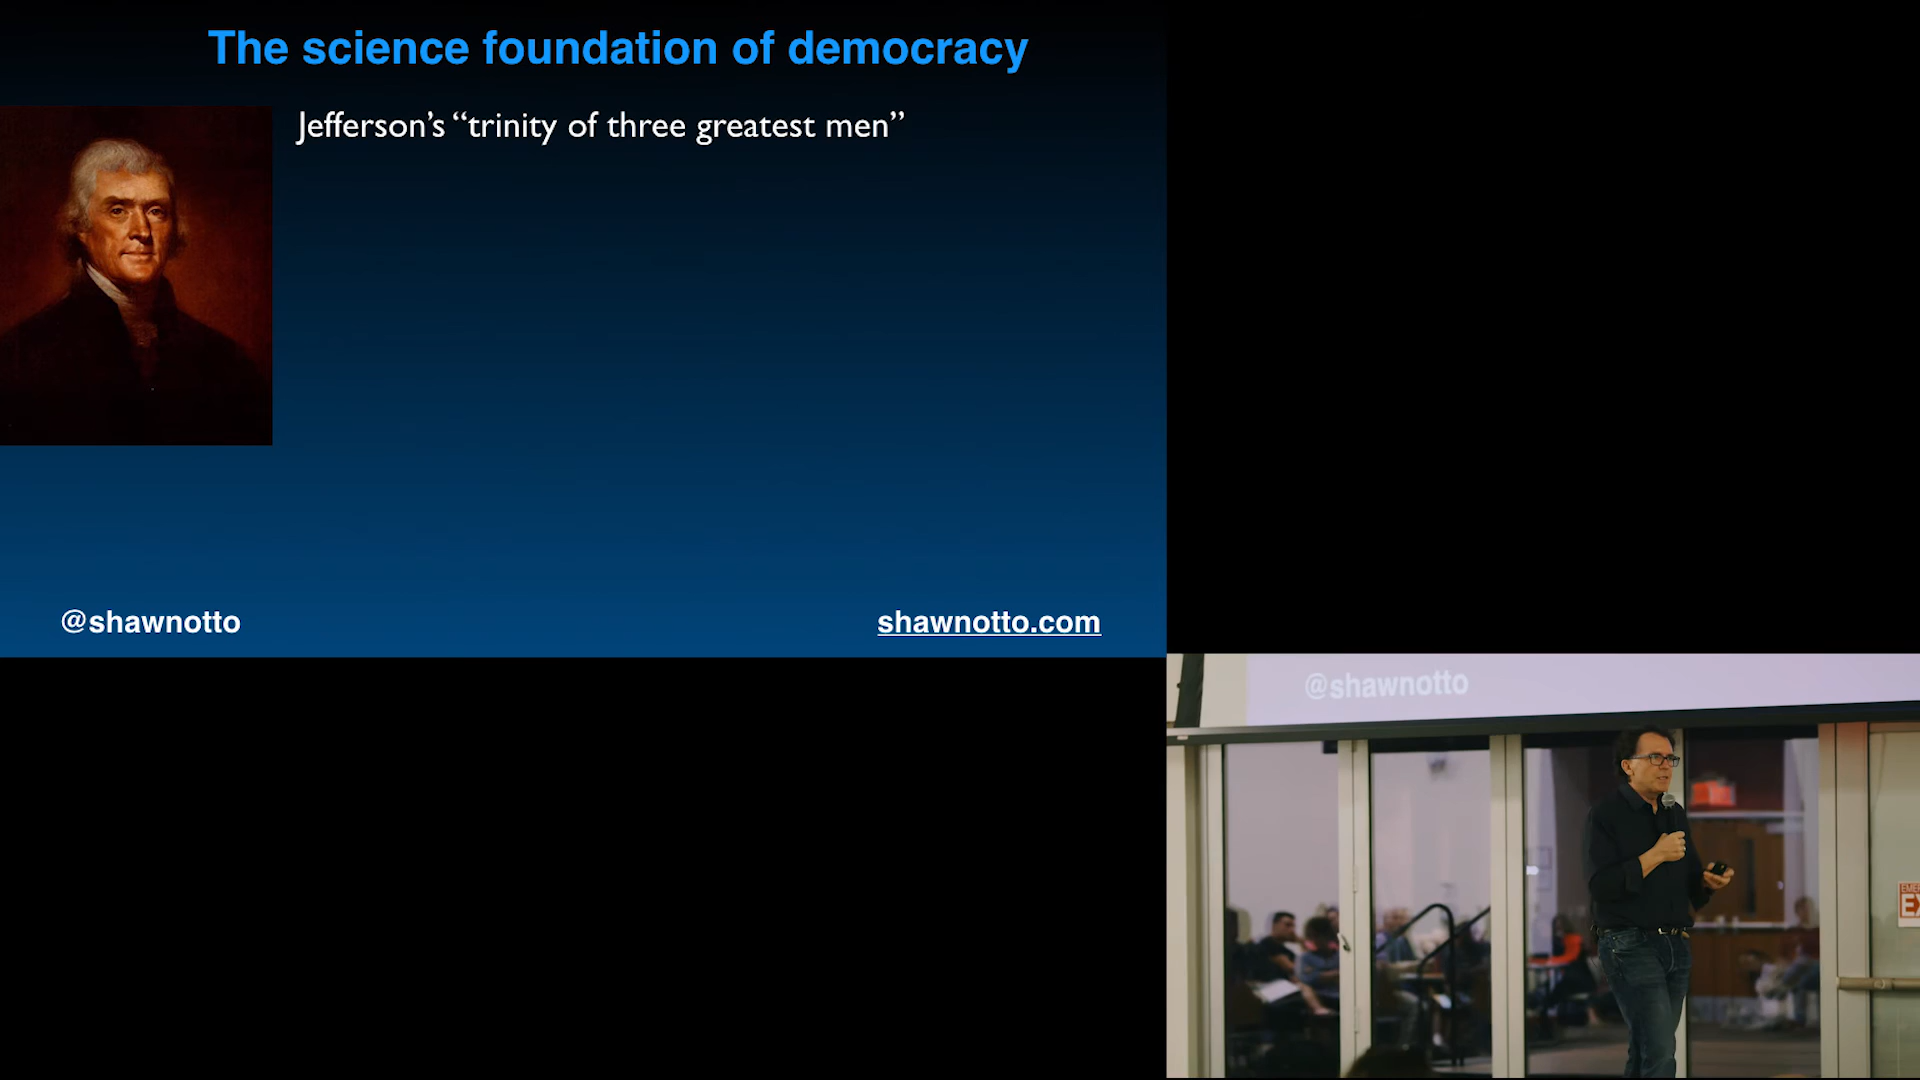 The science foundation of democracy
Jefferson’s “trinity of three greatest men”
@shawnotto
shawnotto.com
@shawnotto